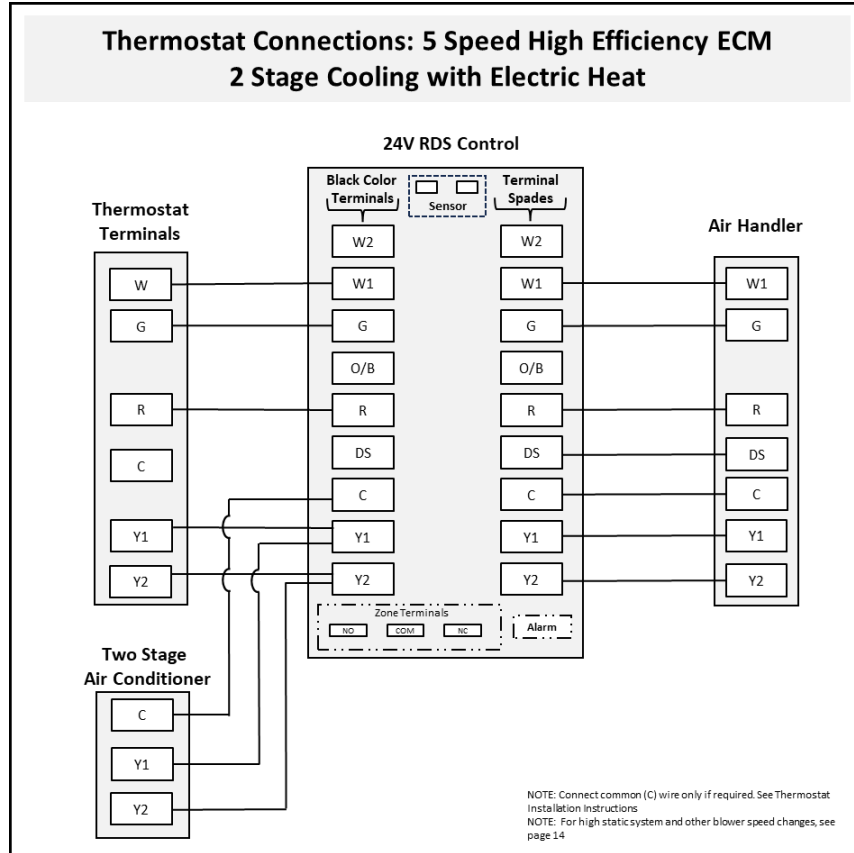 Thermostat Connections: 5 Speed High Efficiency ECM
2 Stage Cooling with Electric Heat
24V RDS Control
Black Color
Terminals
Sensor
Terminal
Spades
Thermostat
Terminals
Air Handler
W2
W2
W
W1
W1
W1
G
G
G
G
O/B
O/B
R
R
R
R
DS
DS
DS
C
C
C
C
Y1
Y1
Y1
Y1
Y2
Y2
Y2
Y2
Zone Terminals
NO
COM
NC
Alarm
Two Stage
Air Conditioner
C
Y1
Y2
NOTE: Connect common (C) wire only if required. See Thermostat
Installation Instructions
NOTE: For high static system and other blower speed changes, see
page 14